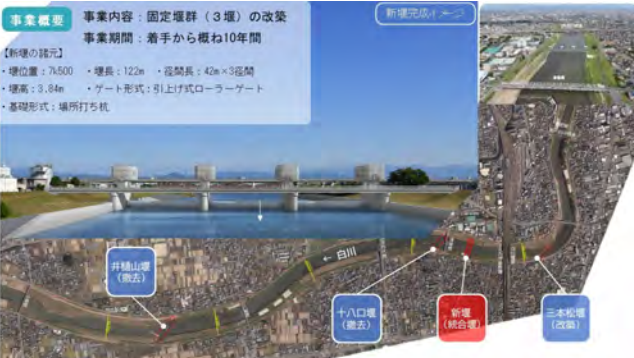 事業概要
事業内容：固定堰群（３堰）の改築
事業期間：着手から概ね10年間
【新堰の諸元】
・堰位置：7k500 ・堰長：122m ・径間長：42m×3径間
・堰高：3.84m ・ゲート形式：引上げ式ローラーゲート
・基礎形式：場所打ち杭
新堰完成イメージ
← 白川
井樋山堰
（撤去）
十八口堰
（撤去）
新堰
（統合堰）
三本松堰
（改築）